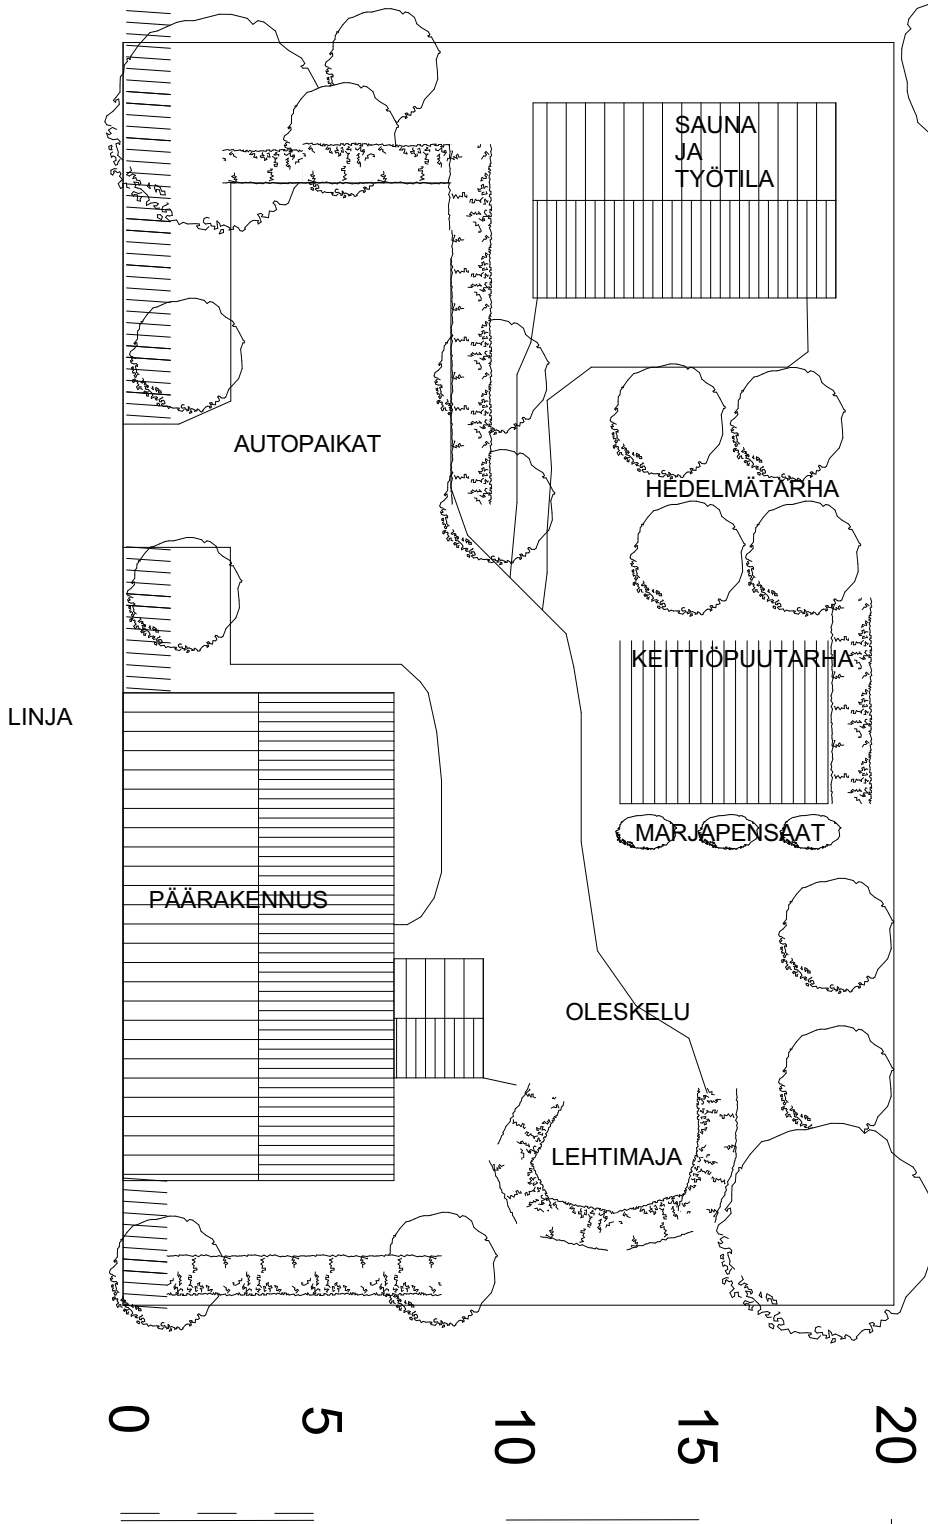 SAUNA
JA
TYÖTILA
AUTOPAIKAT
HEDELMÄTARHA
KEITTIÖPUUTARHA
LINJA
MARJAPENSAAT
PÄÄRAKENNUS
OLESKELU
LEHTIMAJA
0
5
10
15
20